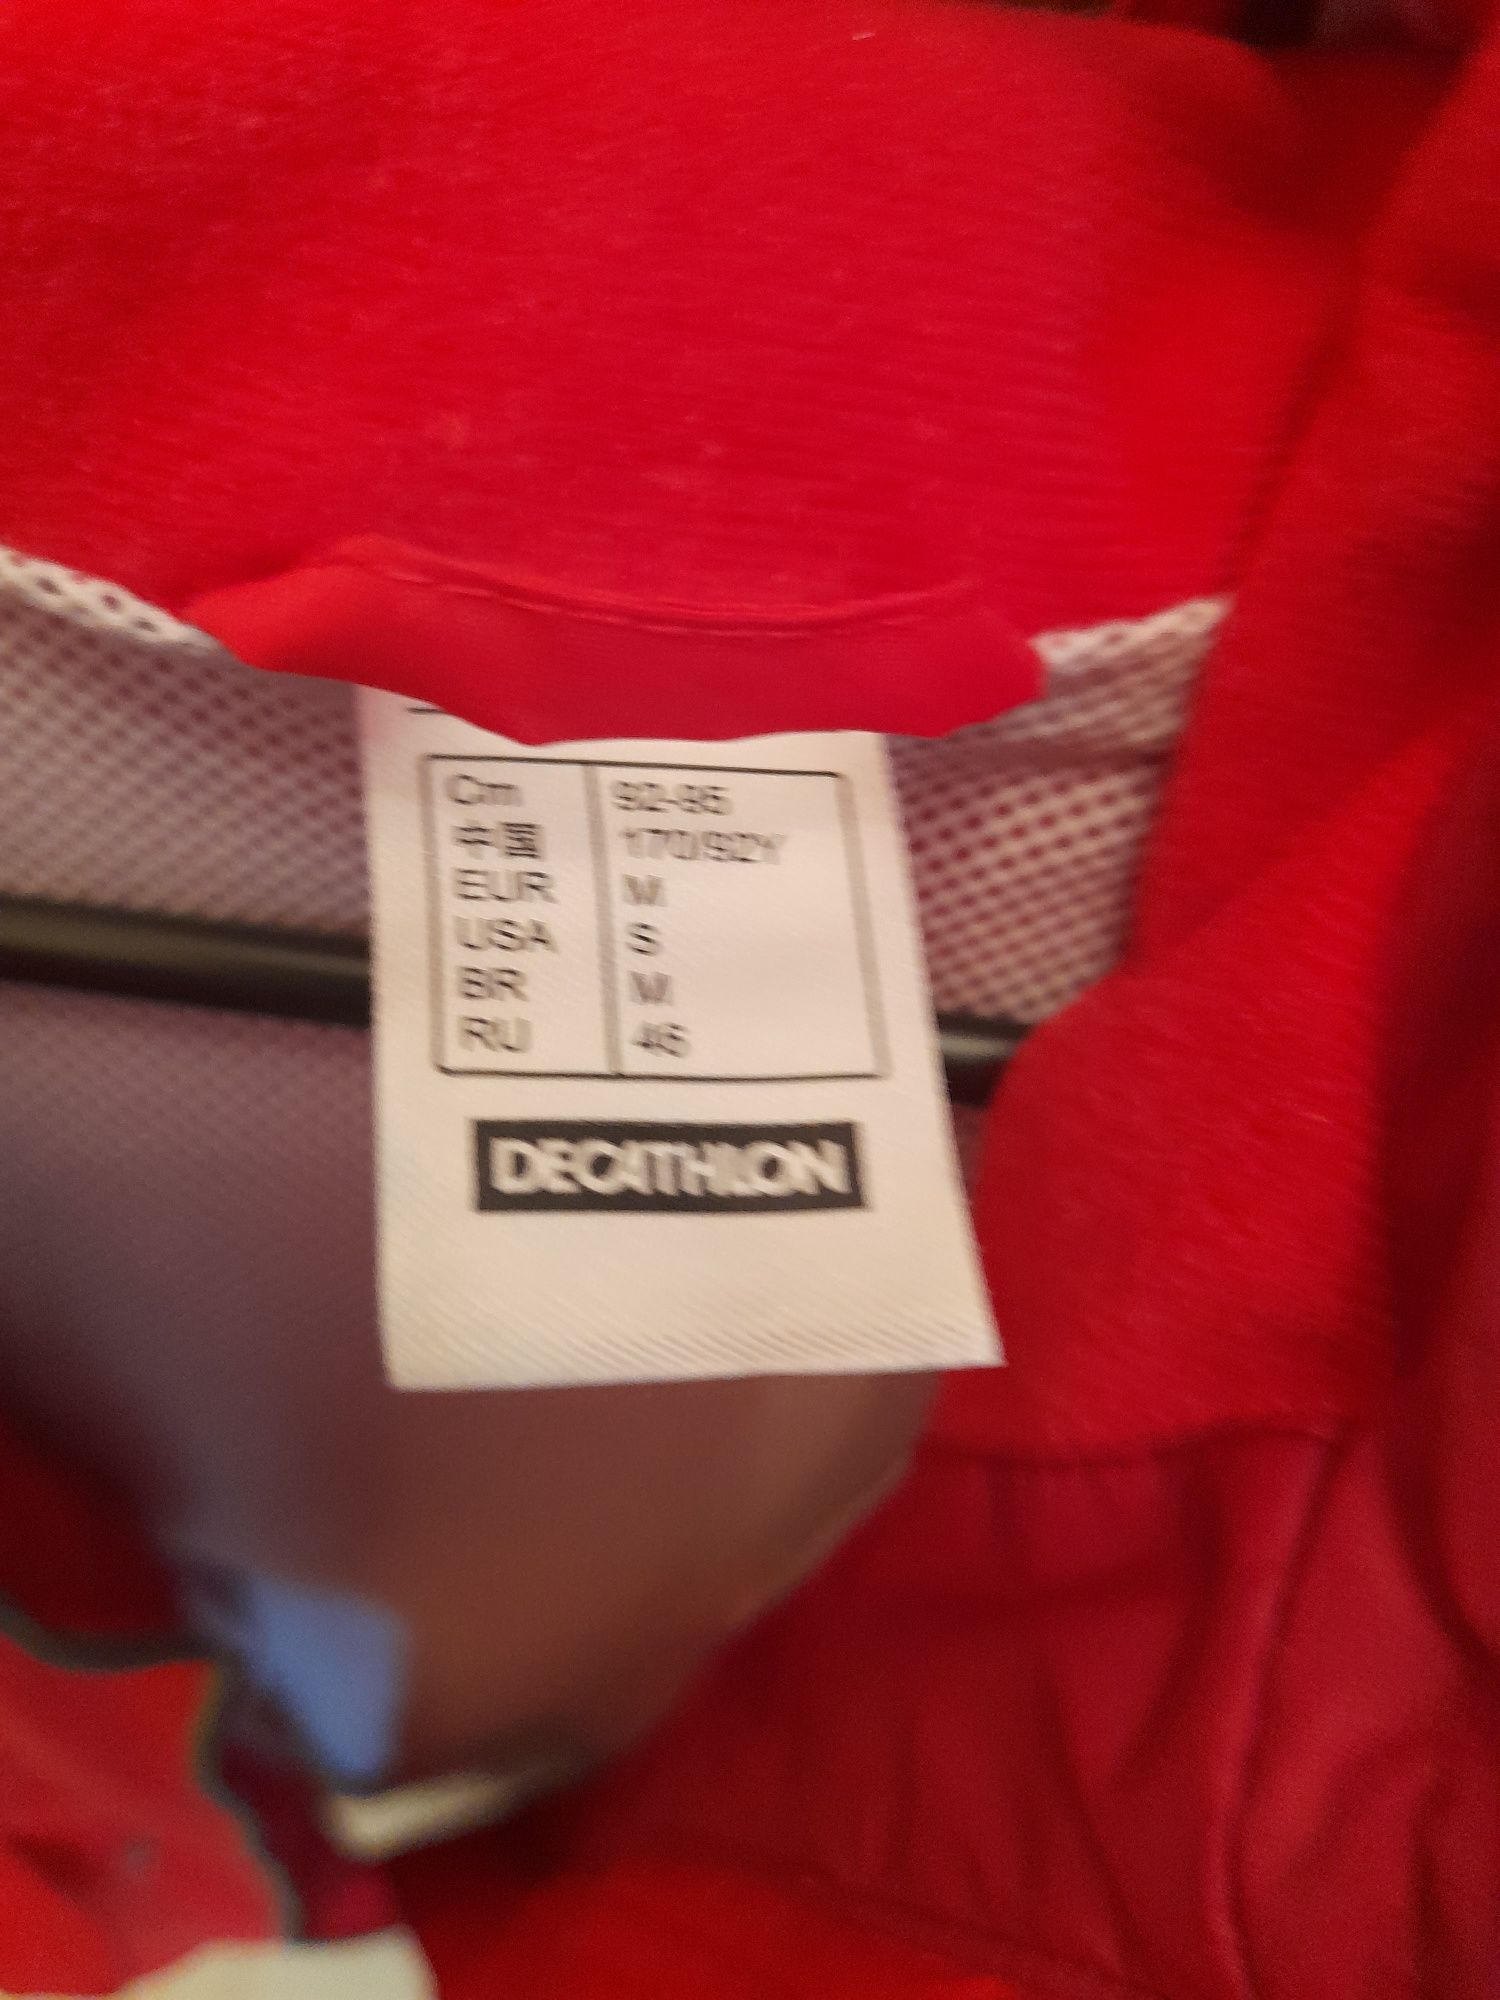 Cm 92-95
中国 170/92Y
EUR M
USA S
BR M
RU 46
DECATHLON